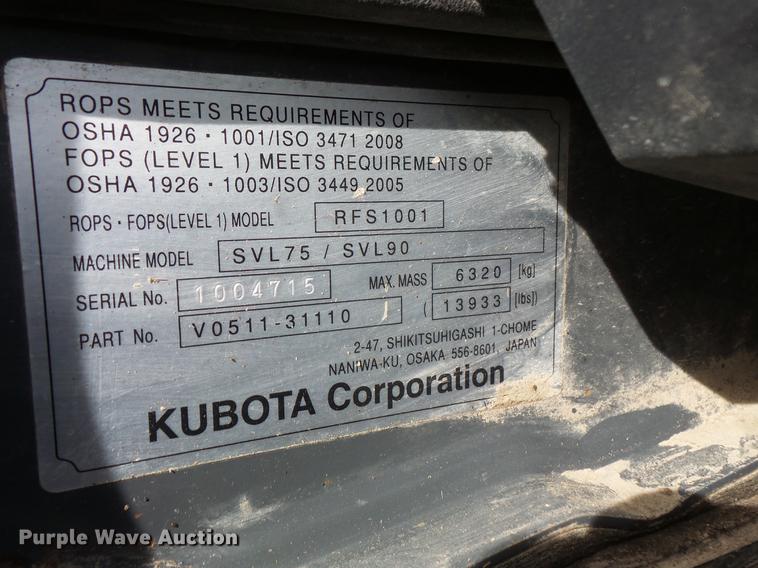 ROPS MEETS REQUIREMENTS OF
OSHA 1926・1001/ISO 3471 2008
FOPS (LEVEL 1) MEETS REQUIREMENTS OF
OSHA 1926・1003/ISO 3449 2005
ROPS・FOPS(LEVEL 1) MODEL RFS1001
MACHINE MODEL SVL75 / SVL90
SERIAL No. 1004715 MAX. MASS 6320 [kg]
PART No. V0511-31110 ( 13933 [lbs])
2-47, SHIKITSUHIGASHI 1-CHOME
NANIWA-KU, OSAKA 556-8601, JAPAN
KUBOTA Corporation
Purple Wave Auction